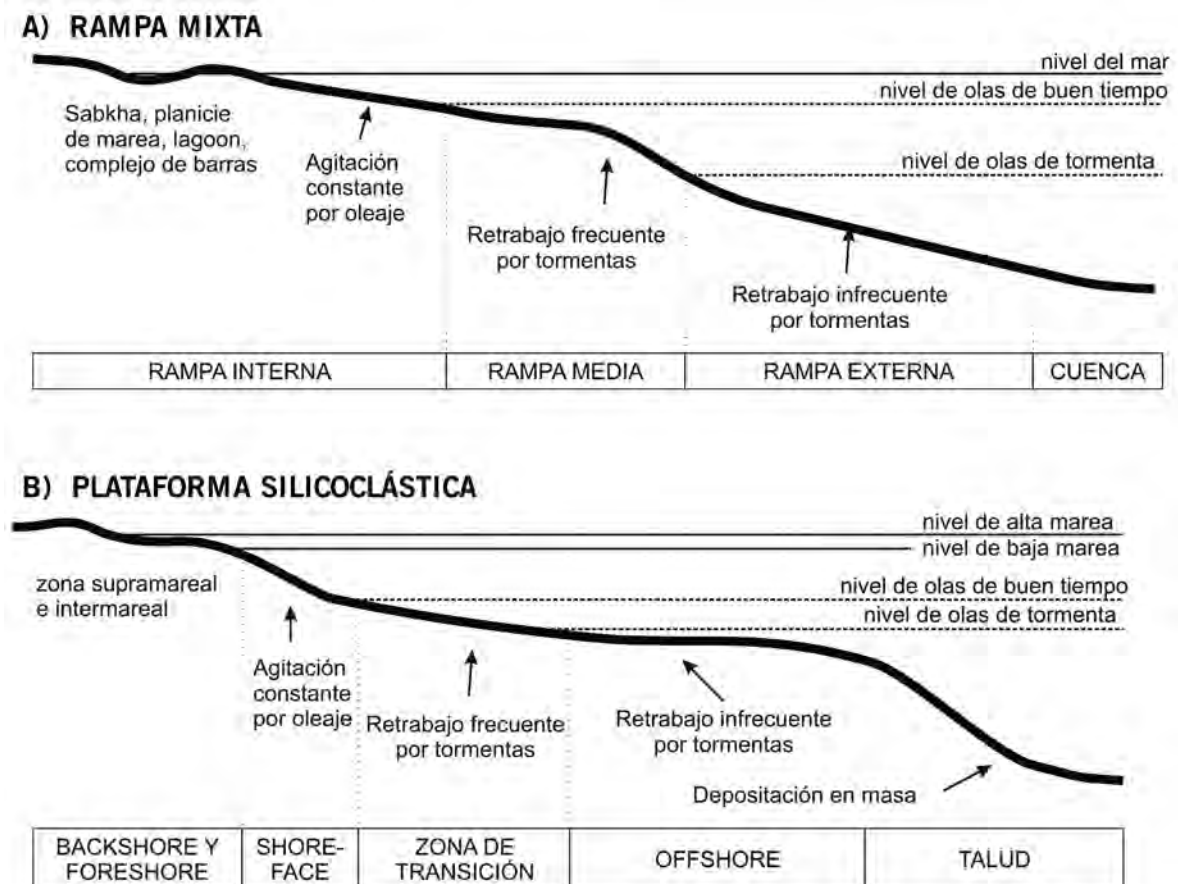 A) RAMPA MIXTA
nivel del mar
nivel de olas de buen tiempo
Sabkha, planicie
de marea, lagoon,
complejo de barras
Agitación
constante
por oleaje
nivel de olas de tormenta
Retrabajo frecuente
por tormentas
Retrabajo infrecuente
por tormentas
RAMPA INTERNA
RAMPA MEDIA
RAMPA EXTERNA
CUENCA
B) PLATAFORMA SILICOCLÁSTICA
nivel de alta marea
nivel de baja marea
zona supramareal
e intermareal
nivel de olas de buen tiempo
nivel de olas de tormenta
Agitación
constante
por oleaje
Retrabajo frecuente
por tormentas
Retrabajo infrecuente
por tormentas
Depositación en masa
BACKSHORE Y
FORESHORE
SHORE-
FACE
ZONA DE
TRANSICIÓN
OFFSHORE
TALUD